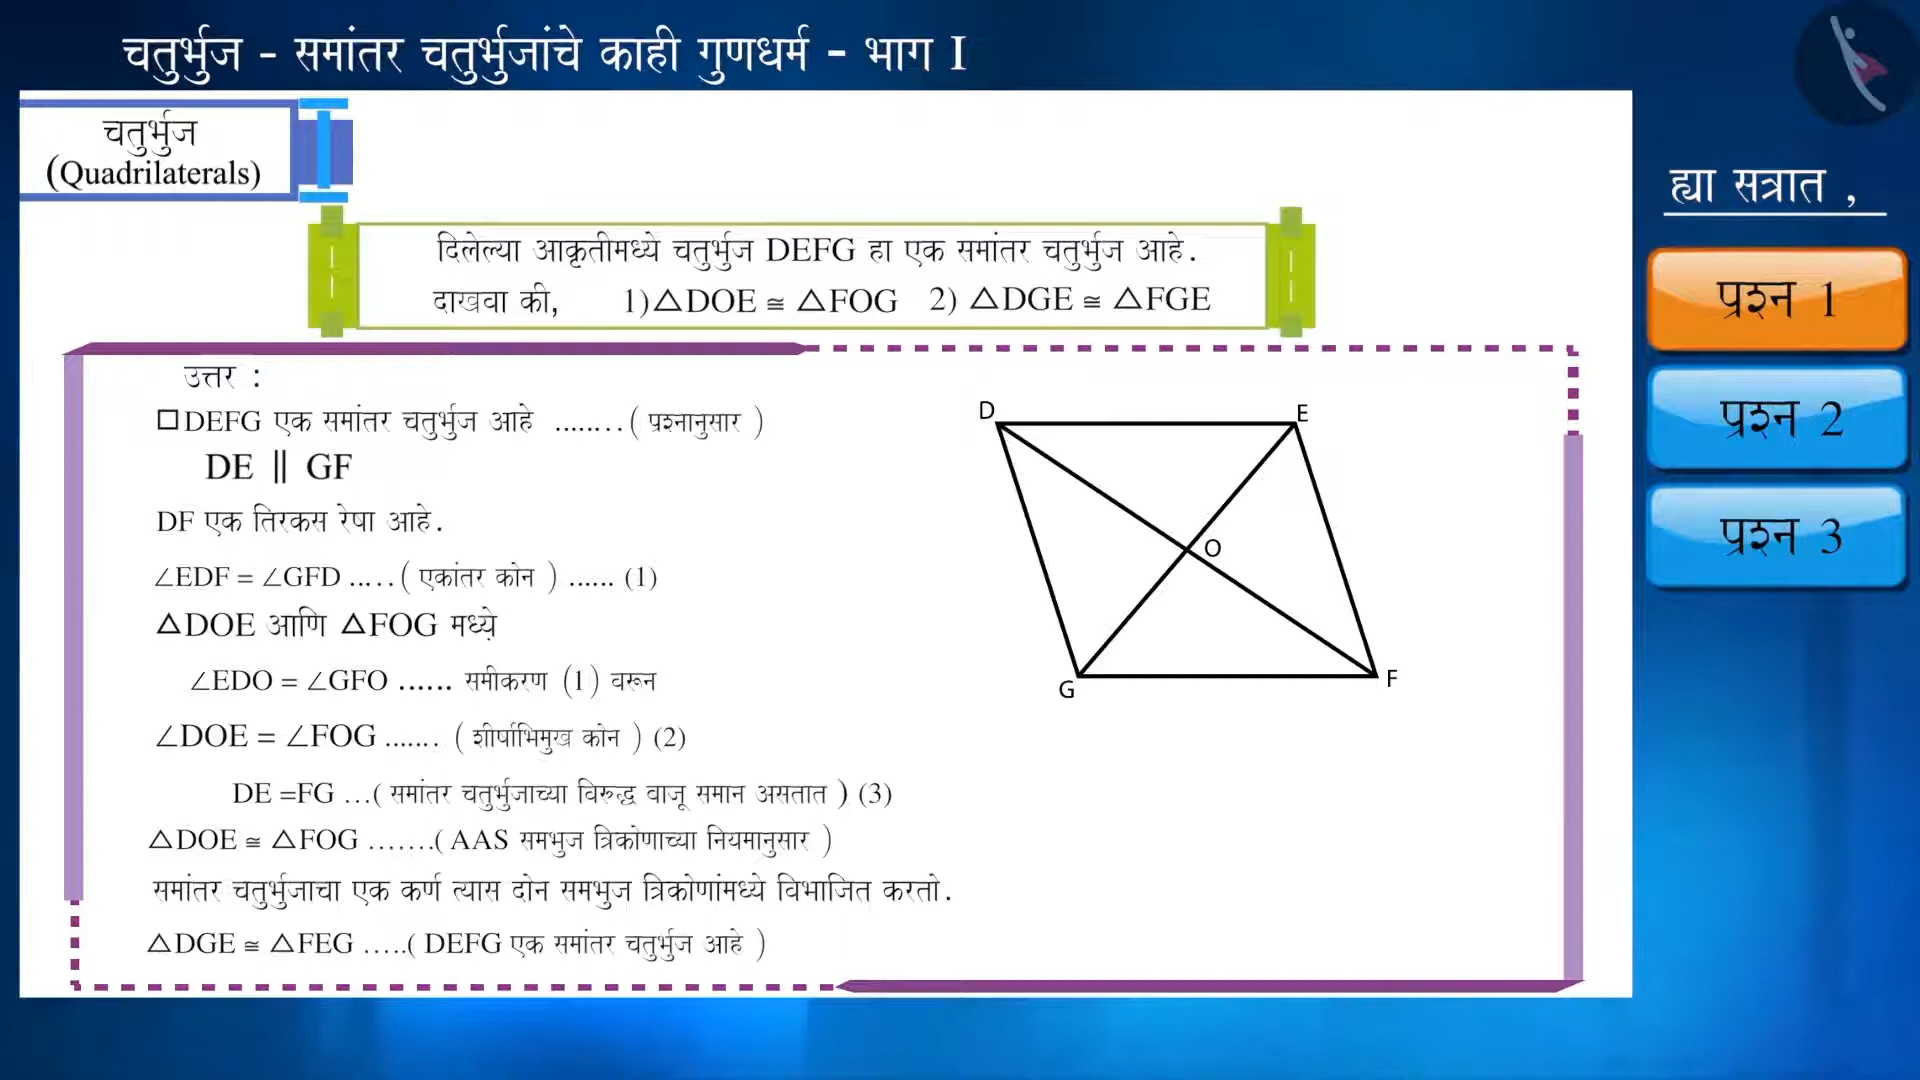 चतुर्भुज - समांतर चतुर्भुजांचे काही गुणधर्म - भाग I
चतुर्भुज
(Quadrilaterals)
ह्या सत्रात ,
प्रश्न 1
प्रश्न 2
प्रश्न 3
दिलेल्या आकृतीमध्ये चतुर्भुज DEFG हा एक समांतर चतुर्भुज आहे.
दाखवा की, 1)△DOE ≅ △FOG 2) △DGE ≅ △FGE
उत्तर :
□DEFG एक समांतर चतुर्भुज आहे ........( प्रश्नानुसार )
DE || GF
DF एक तिरकस रेषा आहे.
∠EDF = ∠GFD .....( एकांतर कोन ) ...... (1)
△DOE आणि △FOG मध्ये
∠EDO = ∠GFO ...... समीकरण (1) वरून
∠DOE = ∠FOG ....... ( शीर्षाभिमुख कोन ) (2)
DE =FG ...( समांतर चतुर्भुजाच्या विरुद्ध बाजू समान असतात ) (3)
△DOE ≅ △FOG .......( AAS समभुज त्रिकोणाच्या नियमानुसार )
समांतर चतुर्भुजाचा एक कर्ण त्यास दोन समभुज त्रिकोणांमध्ये विभाजित करतो.
△DGE ≅ △FEG .....( DEFG एक समांतर चतुर्भुज आहे )
D
E
O
G
F